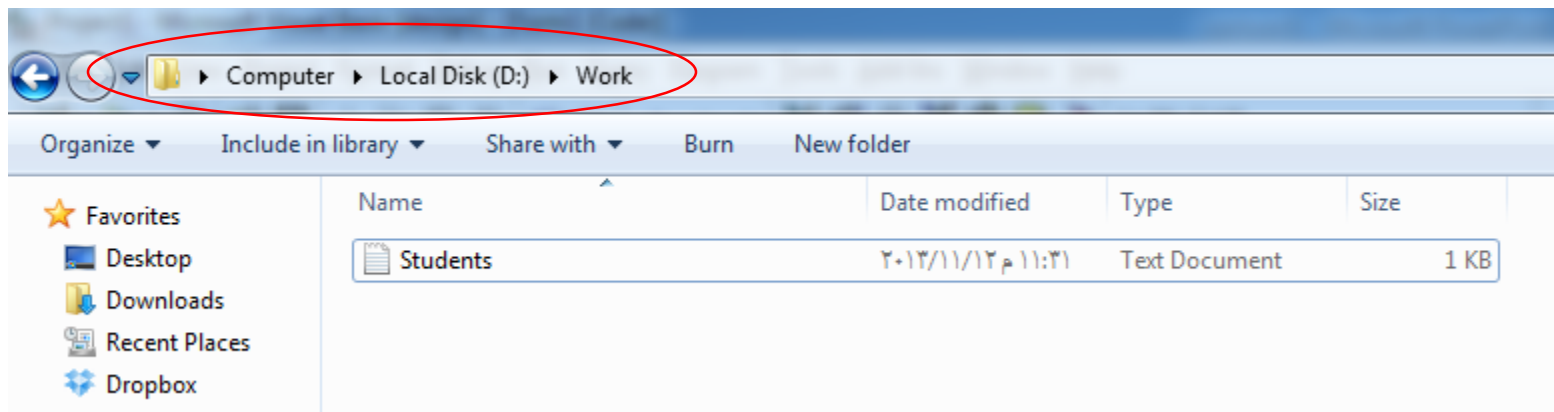 Computer Local Disk (D:) Work
Organize Include in library Share with Burn New folder
Name Date modified Type Size
Favorites
Students ٢٠١٣/١١/١٢ م ١١:٣١ Text Document 1 KB
Desktop
Downloads
Recent Places
Dropbox